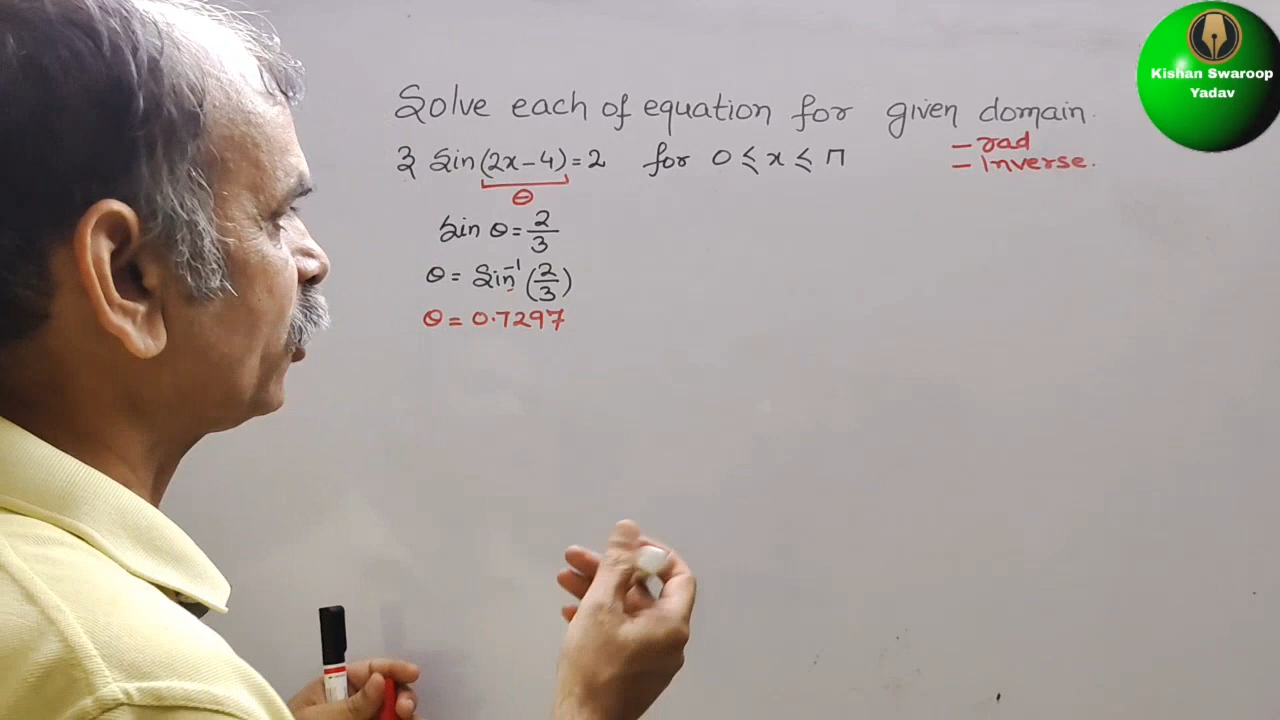 Kishan Swaroop
Yadav
Solve each of equation for given domain.
3 Sin(2x-4)=2 for 0 ⩽ x ⩽ π
- rad
- Inverse.
θ
Sin θ = 2/3
θ = Sin⁻¹(2/3)
θ = 0.7297